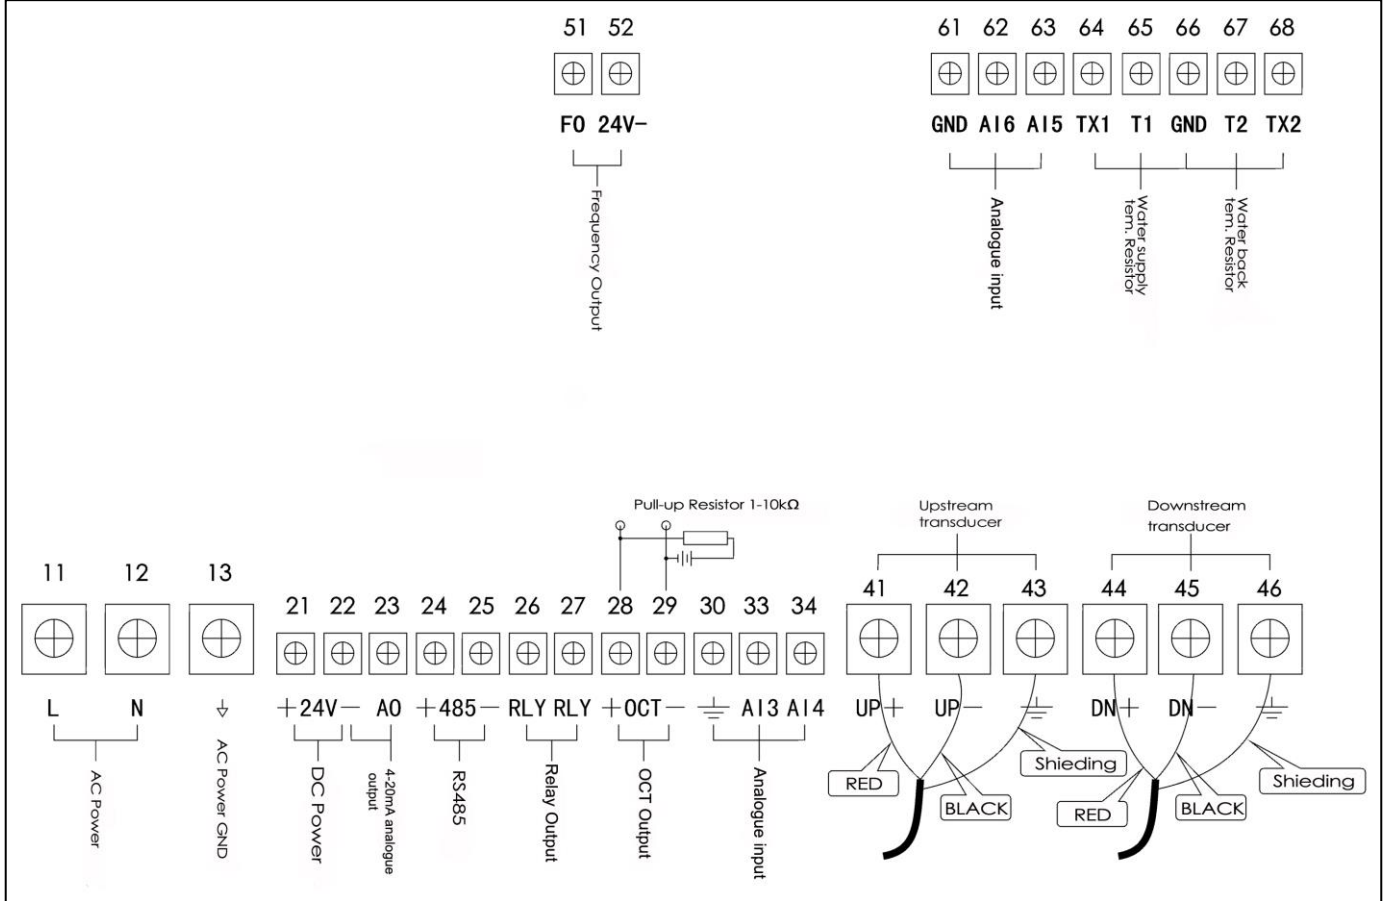 51 52
FO 24V-
Frequency Output
61 62 63 64 65 66 67 68
GND AI6 AI5 TX1 T1 GND T2 TX2
Analogue input
Water supply
tem. Resistor
Water back
tem. Resistor
Pull-up Resistor 1-10kΩ
Upstream
transducer
Downstream
transducer
11 12 13
21 22 23 24 25 26 27 28 29 30 33 34
41 42 43 44 45 46
L N
+24V- AO +485- RLY RLY +OCT- AI3 AI4
UP+ UP- DN+ DN-
AC Power
AC Power GND
DC Power
4-20mA analogue
output
RS485
Relay Output
OCT Output
Analogue input
RED
BLACK
Shieding
RED
BLACK
Shieding